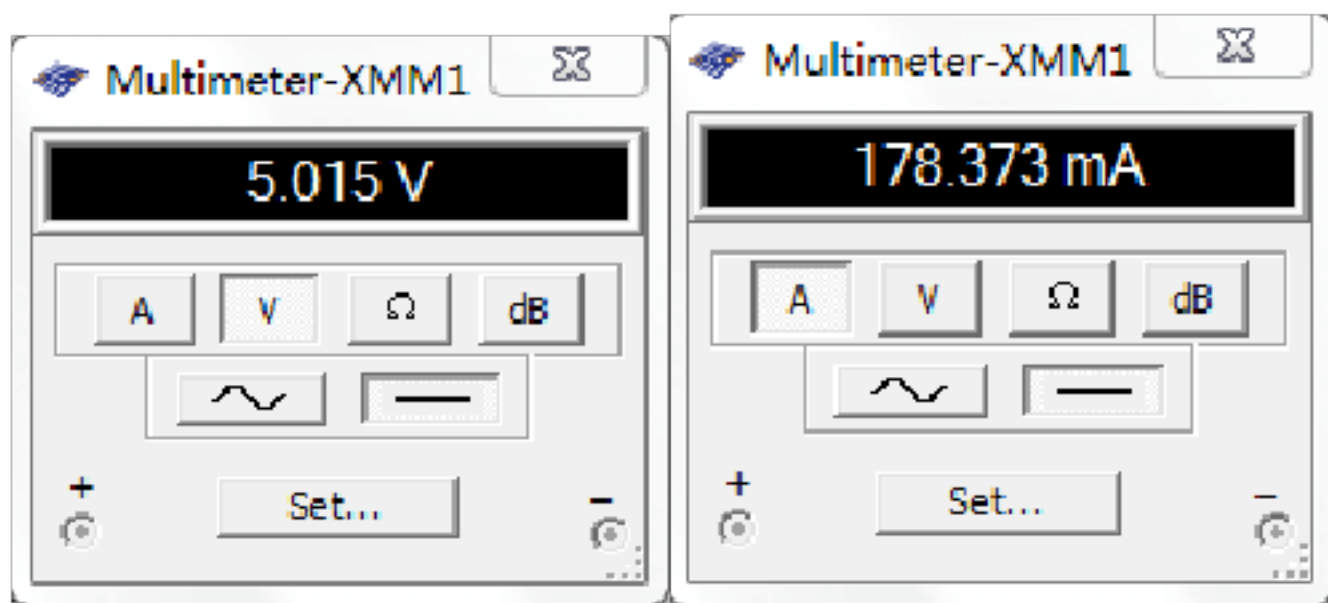 Multimeter-XMM1
5.015 V
A V Ω dB
+ −
Set...
Multimeter-XMM1
178.373 mA
A V Ω dB
+ −
Set...